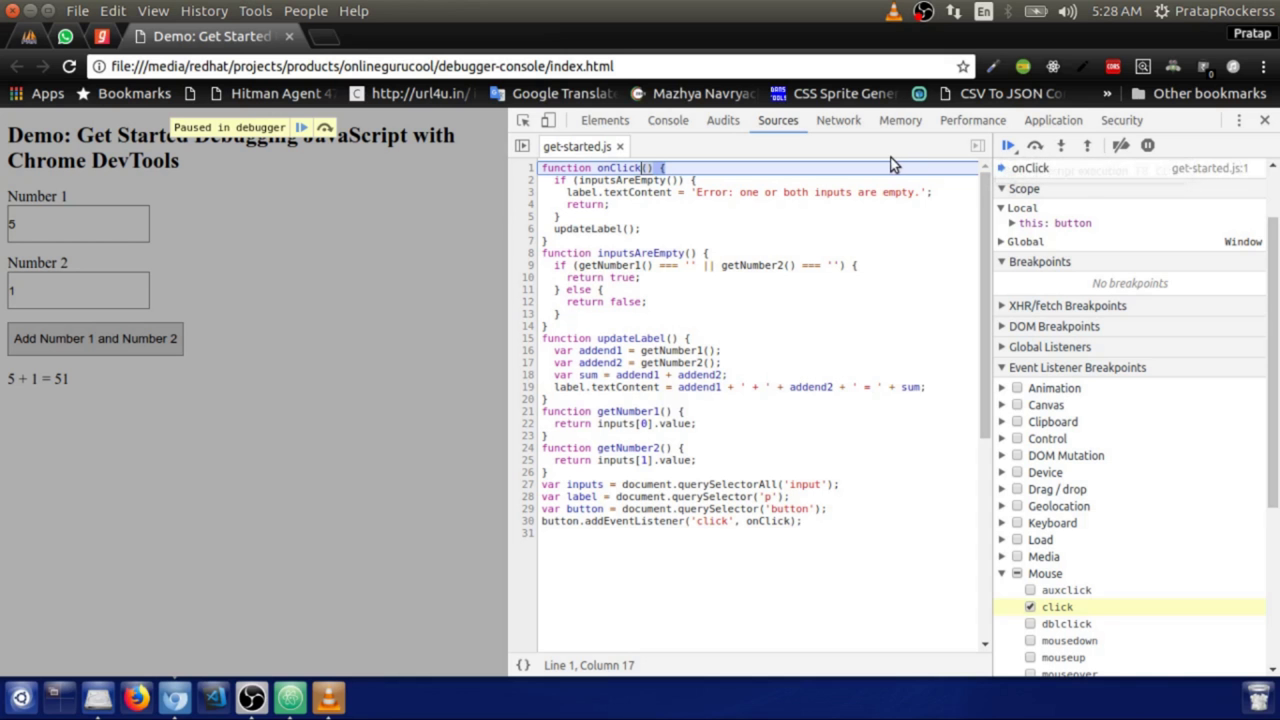 File Edit View History Tools People Help
En 5:28 AM PratapRockerss
Demo: Get Started
Pratap
file:///media/redhat/projects/products/onlinegurucool/debugger-console/index.html
Apps Bookmarks Hitman Agent 47 http://url4u.in/ Google Translat Mazhya Navryac CSS Sprite Gener CSV To JSON Co » Other bookmarks
Paused in debugger
Demo: Get Started Debugging JavaScript with
Chrome DevTools
Number 1
5
Number 2
1
Add Number 1 and Number 2
5 + 1 = 51
Elements Console Audits Sources Network Memory Performance Application Security
get-started.js
1 function onClick() {
2 if (inputsAreEmpty()) {
3 label.textContent = 'Error: one or both inputs are empty.';
4 return;
5 }
6 updateLabel();
7 }
8 function inputsAreEmpty() {
9 if (getNumber1() === '' || getNumber2() === '') {
10 return true;
11 } else {
12 return false;
13 }
14 }
15 function updateLabel() {
16 var addend1 = getNumber1();
17 var addend2 = getNumber2();
18 var sum = addend1 + addend2;
19 label.textContent = addend1 + ' + ' + addend2 + ' = ' + sum;
20 }
21 function getNumber1() {
22 return inputs[0].value;
23 }
24 function getNumber2() {
25 return inputs[1].value;
26 }
27 var inputs = document.querySelectorAll('input');
28 var label = document.querySelector('p');
29 var button = document.querySelector('button');
30 button.addEventListener('click', onClick);
31
{} Line 1, Column 17
onClick get-started.js:1
Scope
Local
this: button
Global Window
Breakpoints
No breakpoints
XHR/fetch Breakpoints
DOM Breakpoints
Global Listeners
Event Listener Breakpoints
Animation
Canvas
Clipboard
Control
DOM Mutation
Device
Drag / drop
Geolocation
Keyboard
Load
Media
Mouse
auxclick
click
dblclick
mousedown
mouseup
mouseover